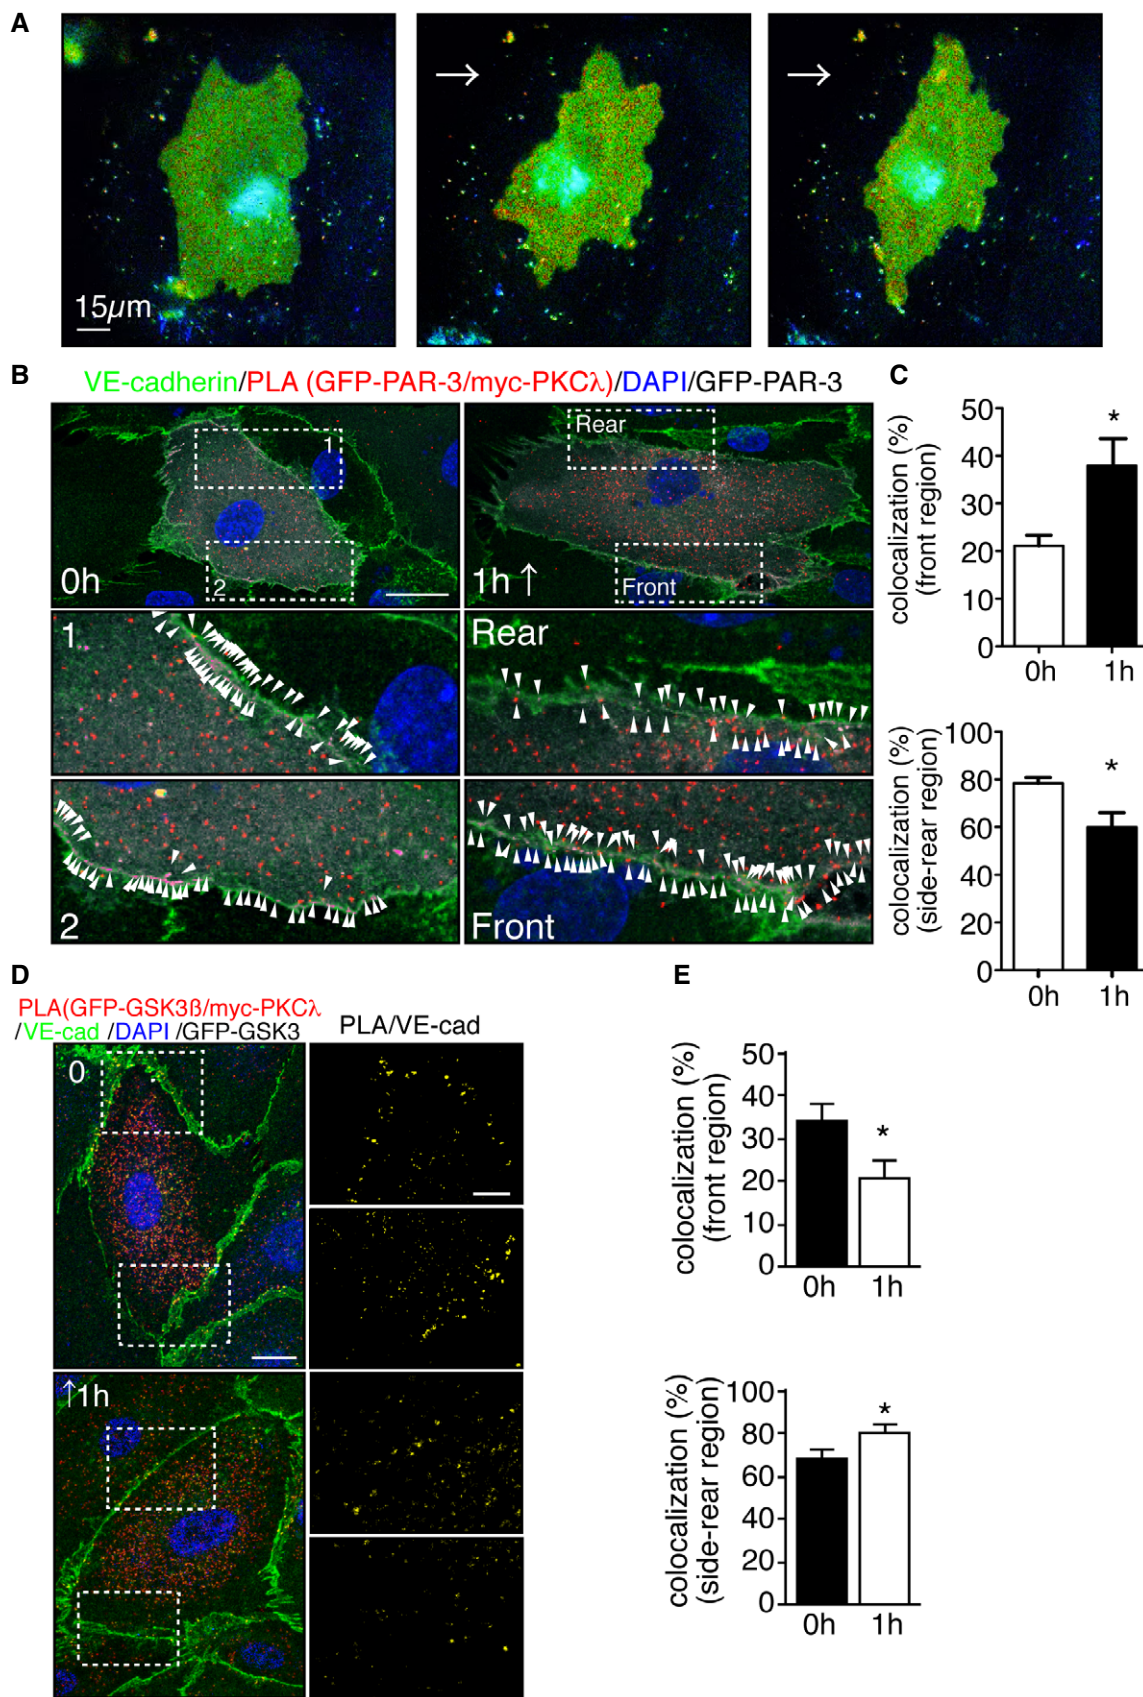 A
15µm
→
→
B
VE-cadherin/PLA (GFP-PAR-3/myc-PKCλ)/DAPI/GFP-PAR-3
1
2
0h
Rear
Front
1h ↑
1
Rear
2
Front
C
colocalization (%)
(front region)
50
40
30
20
10
0
*
0h
1h
colocalization (%)
(side-rear region)
100
80
60
40
20
0
*
0h
1h
D
PLA(GFP-GSK3ß/myc-PKCλ
/VE-cad /DAPI /GFP-GSK3
PLA/VE-cad
0
↑1h
E
colocalization (%)
(front region)
50
40
30
20
10
0
*
0h
1h
colocalization (%)
(side-rear region)
100
80
60
40
20
0
*
0h
1h